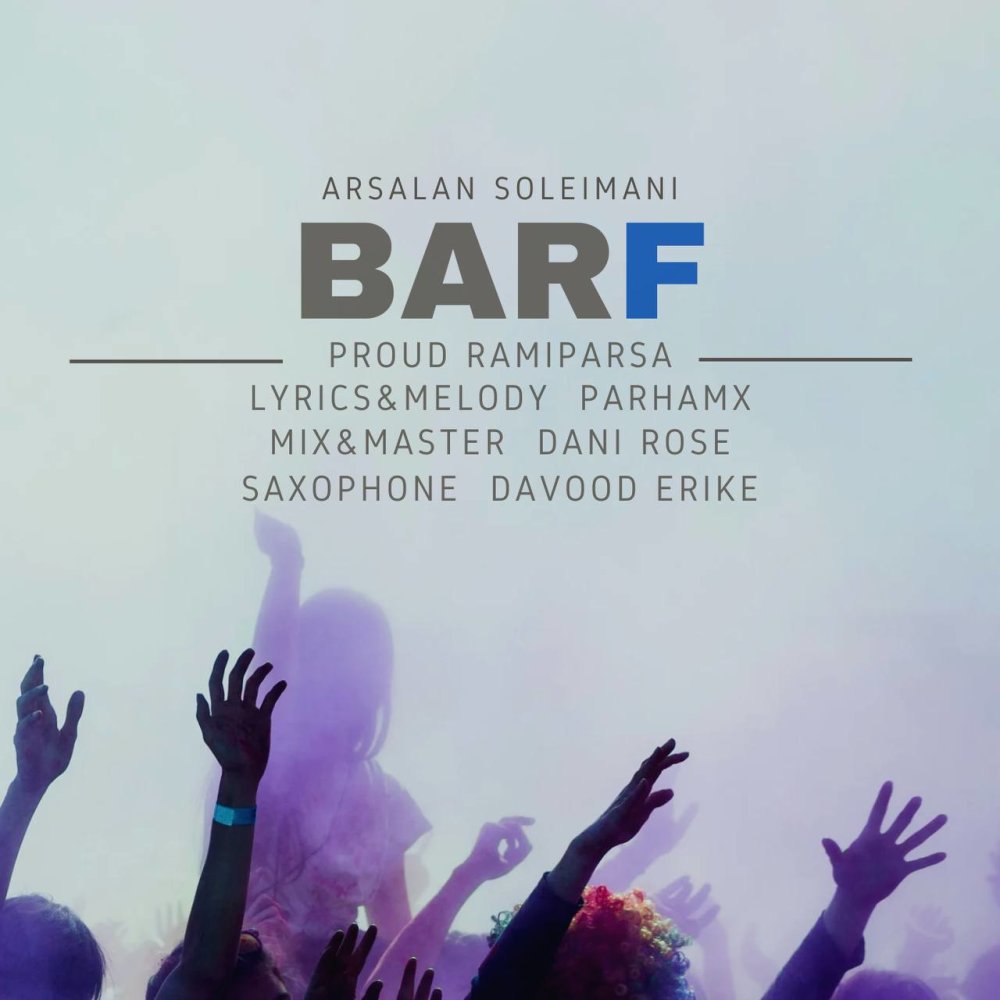 ARSALAN SOLEIMANI
BARF
PROUD RAMIPARSA
LYRICS&MELODY PARHAMX
MIX&MASTER DANI ROSE
SAXOPHONE DAVOOD ERIKE